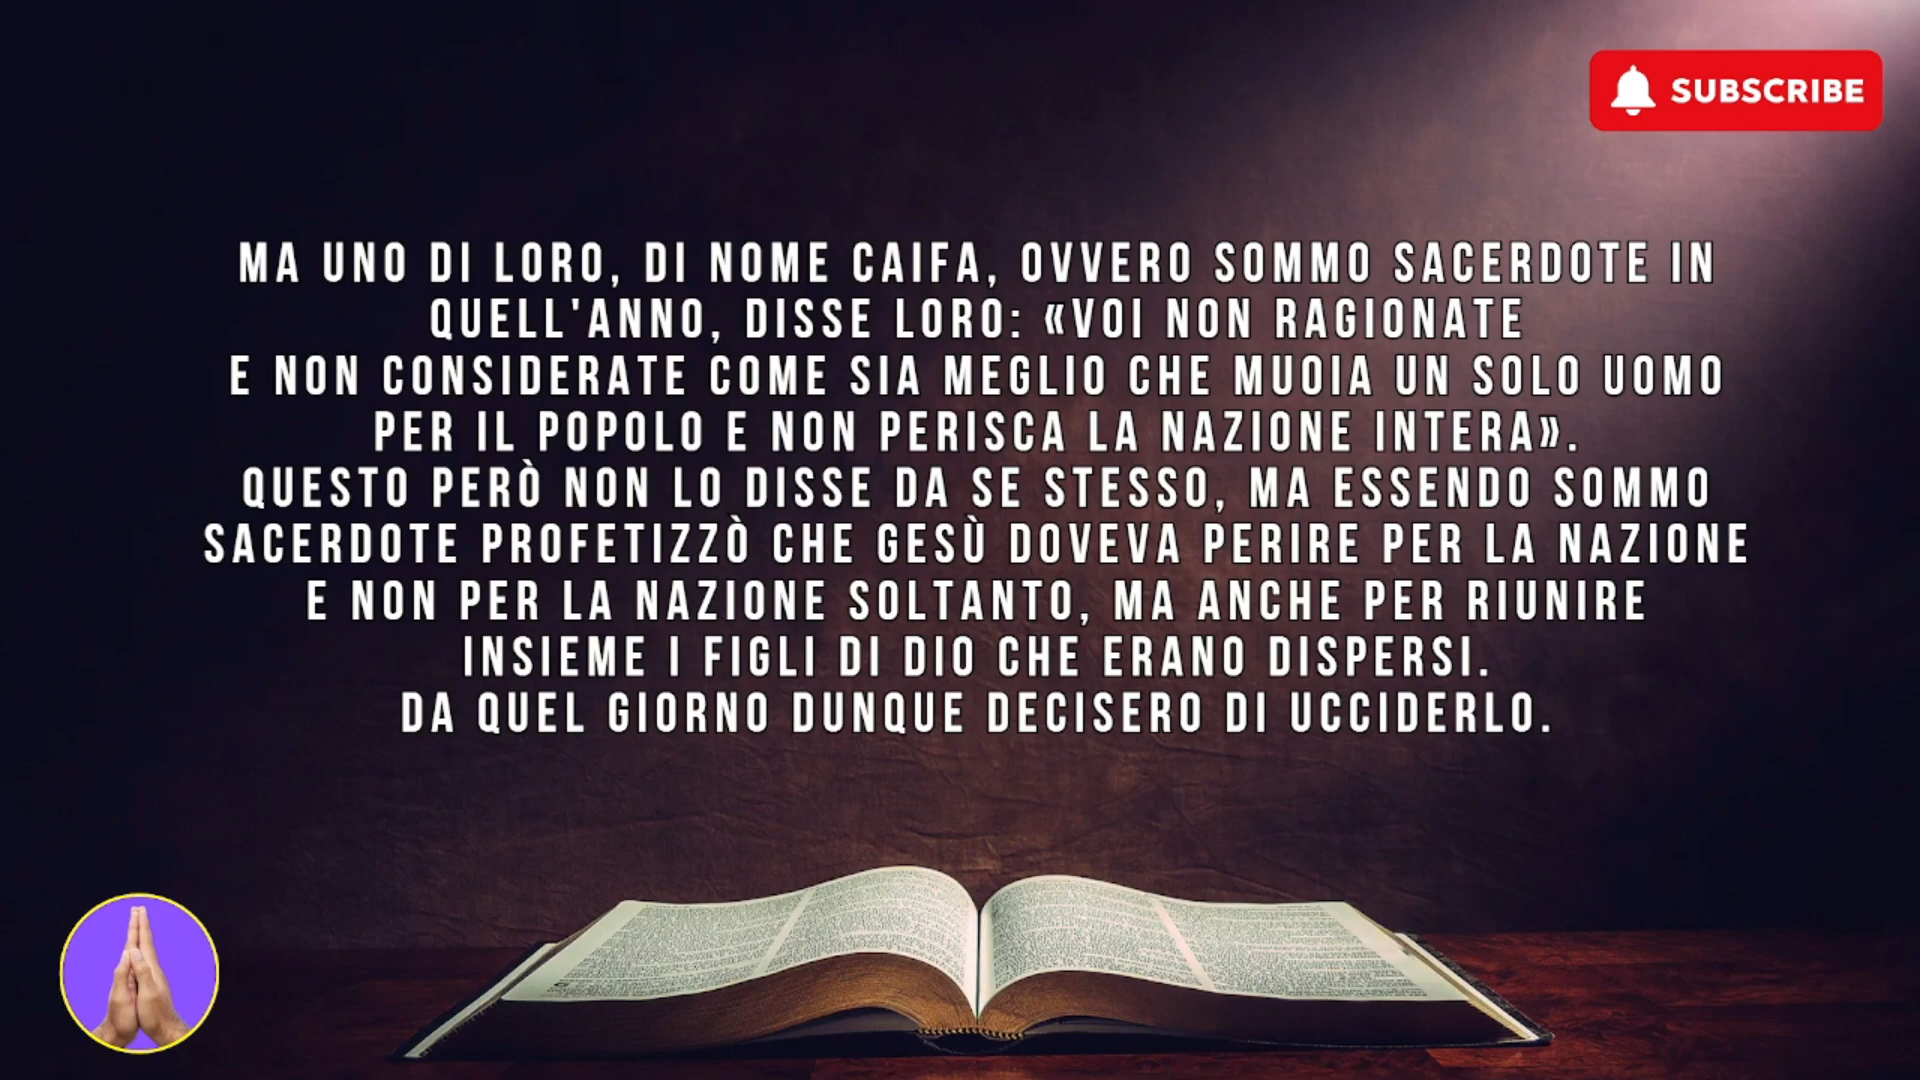 SUBSCRIBE
MA UNO DI LORO, DI NOME CAIFA, OVVERO SOMMO SACERDOTE IN
QUELL'ANNO, DISSE LORO: «VOI NON RAGIONATE
E NON CONSIDERATE COME SIA MEGLIO CHE MUOIA UN SOLO UOMO
PER IL POPOLO E NON PERISCA LA NAZIONE INTERA».
QUESTO PERÒ NON LO DISSE DA SE STESSO, MA ESSENDO SOMMO
SACERDOTE PROFETIZZÒ CHE GESÙ DOVEVA PERIRE PER LA NAZIONE
E NON PER LA NAZIONE SOLTANTO, MA ANCHE PER RIUNIRE
INSIEME I FIGLI DI DIO CHE ERANO DISPERSI.
DA QUEL GIORNO DUNQUE DECISERO DI UCCIDERLO.